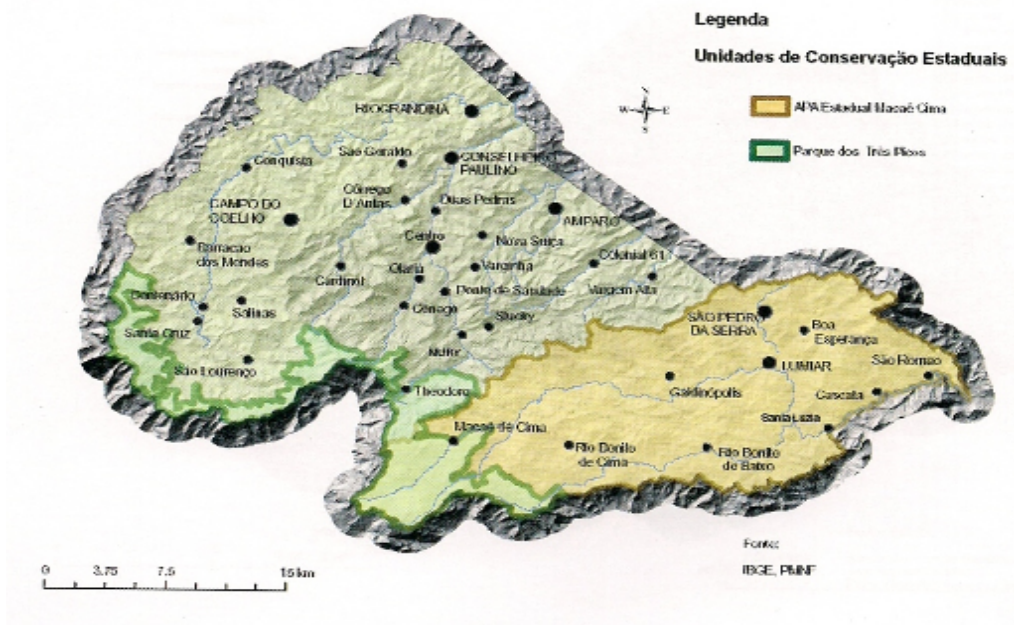 Legenda
Unidades de Conservação Estaduais
APA Estadual Macaé Cima
Parque dos Três Picos
N
W
E
S
RIOGRANDINA
São Geraldo
CONSELHEIRO
PAULINO
Conquista
Córrego
D'Antas
Duas Pedras
CAMPO DO
COELHO
AMPARO
Centro
Nova Suíça
Barracao
dos Mendes
Colonial 61
Olaria
Varginha
Cardinot
Ponte de Saudade
Vargem Alta
Centenário
Salinas
Cônego
Stucky
Santa Cruz
SÃO PEDRO
DA SERRA
Boa
Esperança
MURY
São Lourenço
LUMIAR
São Romão
Theodoro
Galdinópolis
Cascata
Santa Luzia
Macaé de Cima
Rio Bonito
de Cima
Rio Bonito
de Baixo
Fonte:
IBGE, PMNF
0 3.75 7.5 15 km